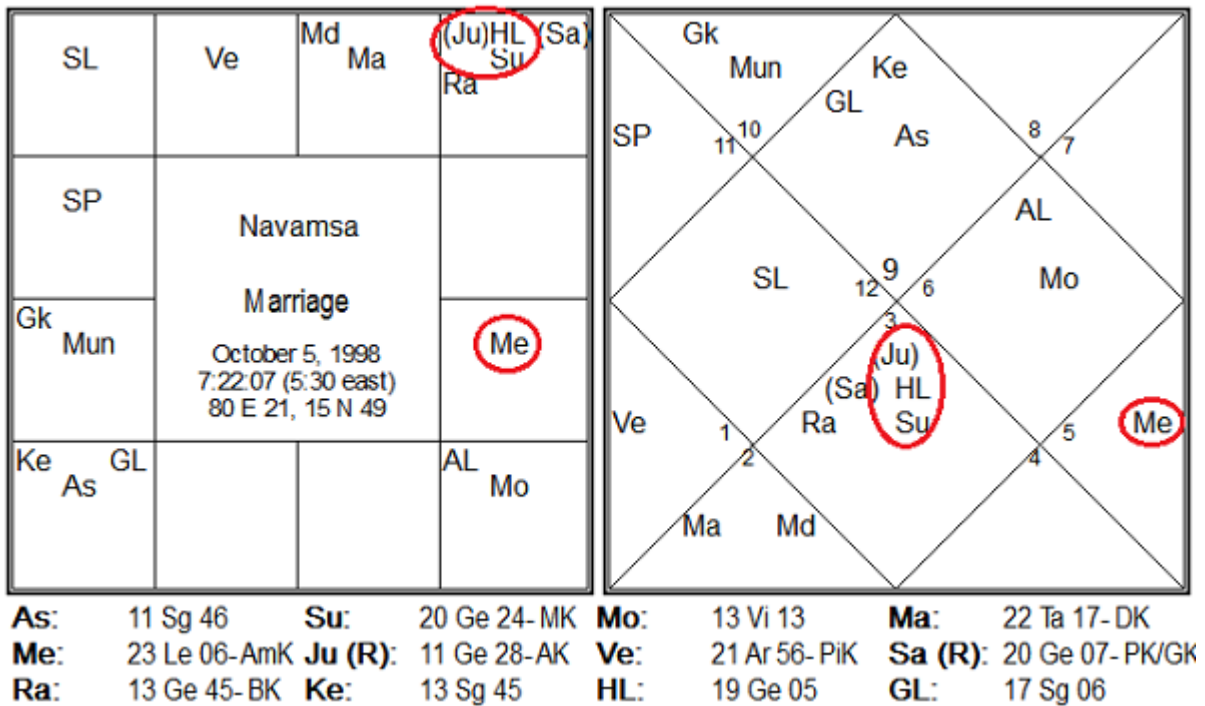 SL
Ve
Md
Ma
(Ju)HL (Sa)
Su
Ra
SP
Navamsa
Marriage
October 5, 1998
7:22:07 (5:30 east)
80 E 21, 15 N 49
Gk
Mun
Me
Ke GL
As
AL
Mo
Gk
Mun
Ke
GL
As
SP
11 10
8 7
AL
SL
9
12 6
Mo
3
(Ju)
(Sa) HL
Ra Su
Ve
1
2
5
4
Me
Ma Md
As: 11 Sg 46 Su: 20 Ge 24- MK Mo: 13 Vi 13 Ma: 22 Ta 17- DK
Me: 23 Le 06-AmK Ju (R): 11 Ge 28-AK Ve: 21 Ar 56-PiK Sa (R): 20 Ge 07-PK/GK
Ra: 13 Ge 45- BK Ke: 13 Sg 45 HL: 19 Ge 05 GL: 17 Sg 06